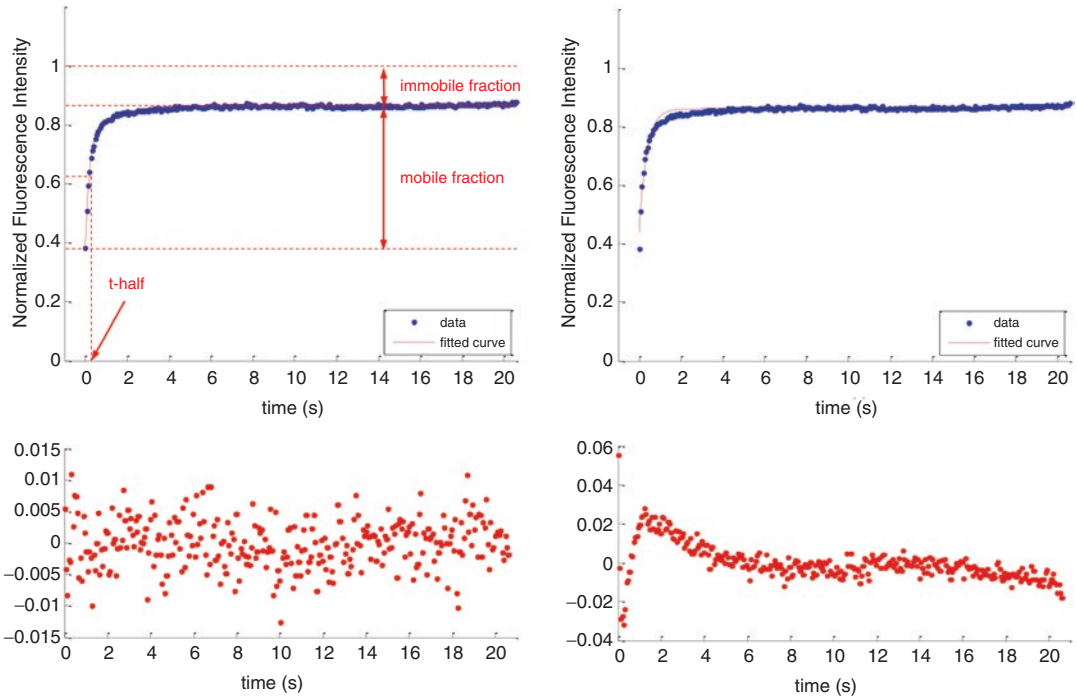 Normalized Fluorescence Intensity
1
0.8
0.6
0.4
0.2
0
immobile fraction
mobile fraction
t-half
data
fitted curve
0 2 4 6 8 10 12 14 16 18 20
time (s)
Normalized Fluorescence Intensity
1
0.8
0.6
0.4
0.2
0
data
fitted curve
0 2 4 6 8 10 12 14 16 18 20
time (s)
0.015
0.01
0.005
0
−0.005
−0.01
−0.015
0 2 4 6 8 10 12 14 16 18 20
time (s)
0.06
0.04
0.02
0
−0.02
−0.04
0 2 4 6 8 10 12 14 16 18 20
time (s)